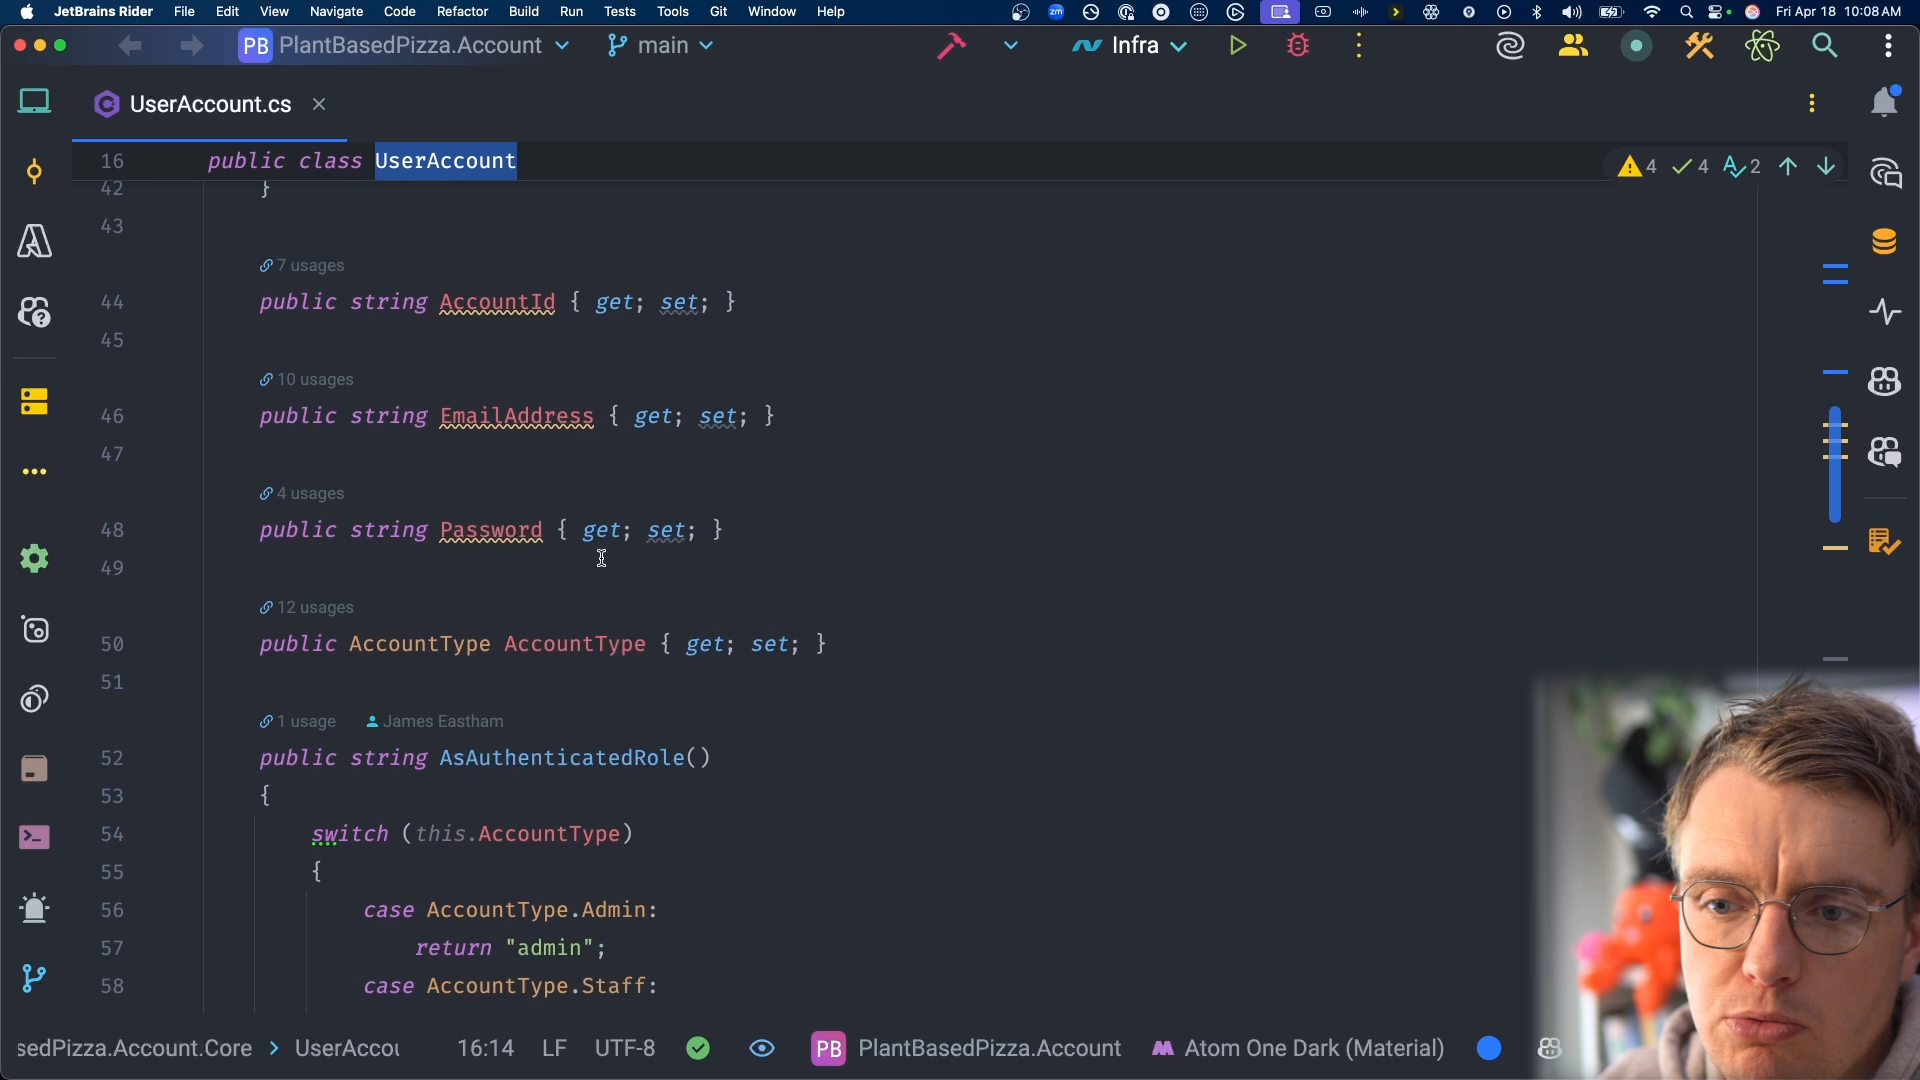 JetBrains Rider File Edit View Navigate Code Refactor Build Run Tests Tools Git Window Help Fri Apr 18 10:08 AM
PB PlantBasedPizza.Account main Infra
UserAccount.cs
16 public class UserAccount 4 4 2
42 }
43
7 usages
44 public string AccountId { get; set; }
45
10 usages
46 public string EmailAddress { get; set; }
47
4 usages
48 public string Password { get; set; }
49
12 usages
50 public AccountType AccountType { get; set; }
51
1 usage James Eastham
52 public string AsAuthenticatedRole()
53 {
54 switch (this.AccountType)
55 {
56 case AccountType.Admin:
57 return "admin";
58 case AccountType.Staff:
sedPizza.Account.Core > UserAccou 16:14 LF UTF-8 PB PlantBasedPizza.Account Atom One Dark (Material)